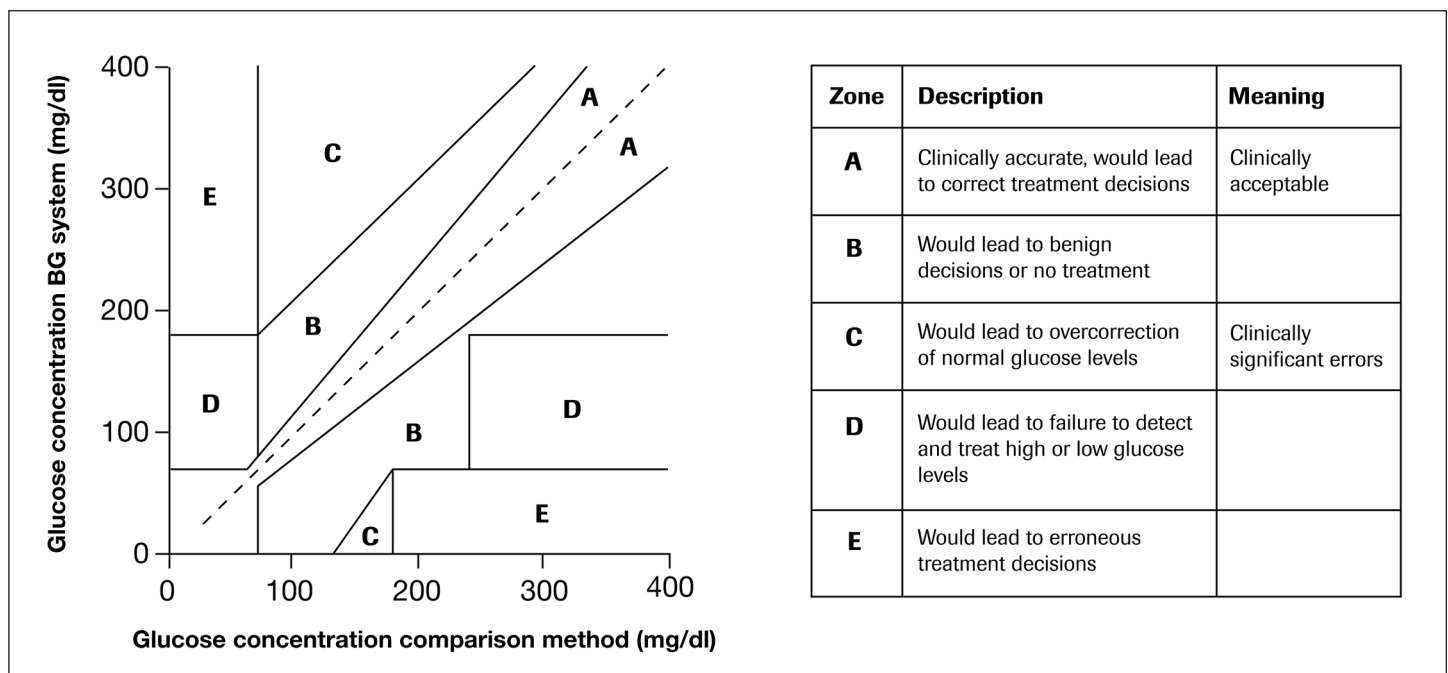 Glucose concentration BG system (mg/dl)
400
300
200
100
0
E
C
A
A
B
D
B
D
C
E
0 100 200 300 400
Glucose concentration comparison method (mg/dl)
Zone Description Meaning
A Clinically accurate, would lead Clinically
to correct treatment decisions acceptable
B Would lead to benign
decisions or no treatment
C Would lead to overcorrection Clinically
of normal glucose levels significant errors
D Would lead to failure to detect
and treat high or low glucose
levels
E Would lead to erroneous
treatment decisions